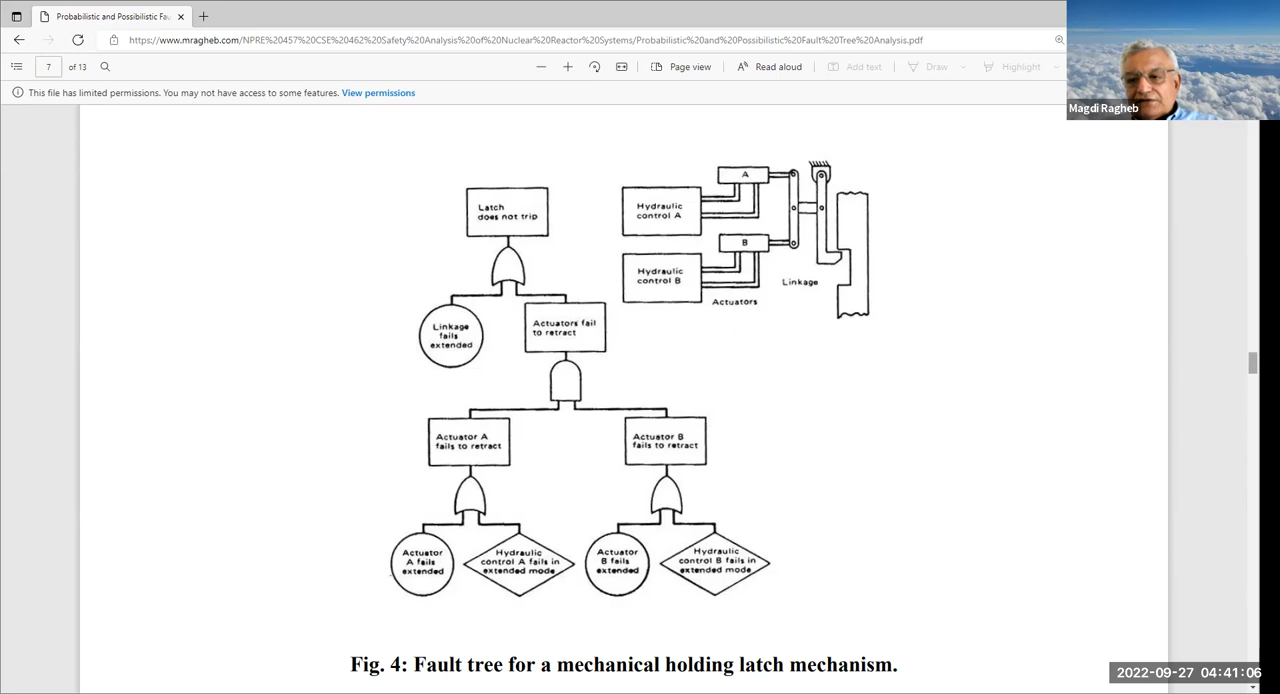 Probabilistic and Possibilistic Fau
https://www.mragheb.com/NPRE%20457%20CSE%20462%20Safety%20Analysis%20of%20Nuclear%20Reactor%20Systems/Probabilistic%20and%20Possibilistic%20Fault%20Tree%20Analysis.pdf
7 of 13
Page view
Read aloud
Add text
Draw
Highlight
This file has limited permissions. You may not have access to some features. View permissions
Magdi Ragheb
Latch
does not trip
Hydraulic
control A
A
Hydraulic
control B
B
Actuators
Linkage
Linkage
fails
extended
Actuators fail
to retract
Actuator A
fails to retract
Actuator B
fails to retract
Actuator
A fails
extended
Hydraulic
control A fails in
extended mode
Actuator
B fails
extended
Hydraulic
control B fails in
extended mode
Fig. 4: Fault tree for a mechanical holding latch mechanism.
2022-09-27 04:41:06